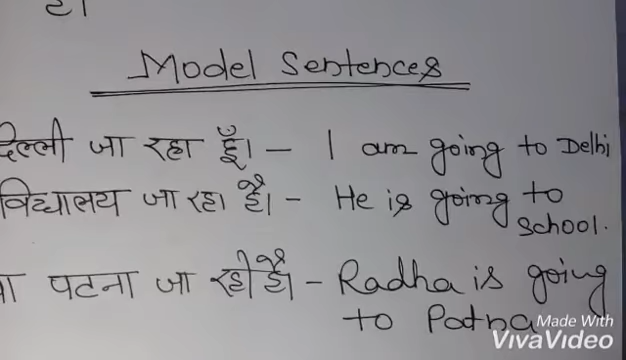 है।
Model Sentences
दिल्ली जा रहा हूँ। – I am going to Delhi
विद्यालय जा रहा है। – He is going to
school.
पटना जा रही है। – Radha is going
to Patna
Made With
VivaVideo